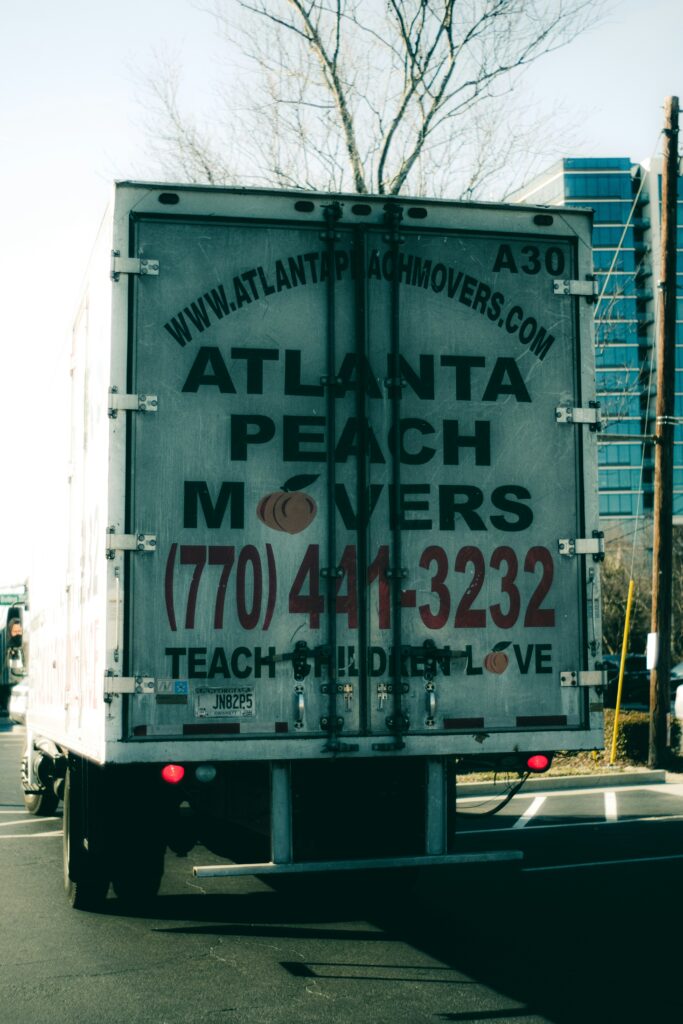 A30
WWW.ATLANTAPEACHMOVERS.COM
ATLANTA
PEACH
MOVERS
(770) 441-3232
TEACH CHILDREN LOVE
JN82P5